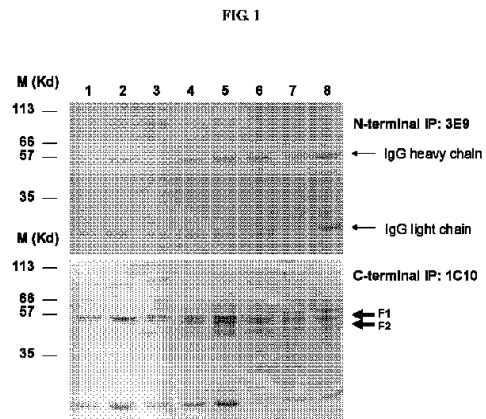 FIG. 1
M (Kd) 1 2 3 4 5 6 7 8
113
N-terminal IP: 3E9
66
57
IgG heavy chain
35
IgG light chain
M (Kd)
113
C-terminal IP: 1C10
66
57
F1
F2
35